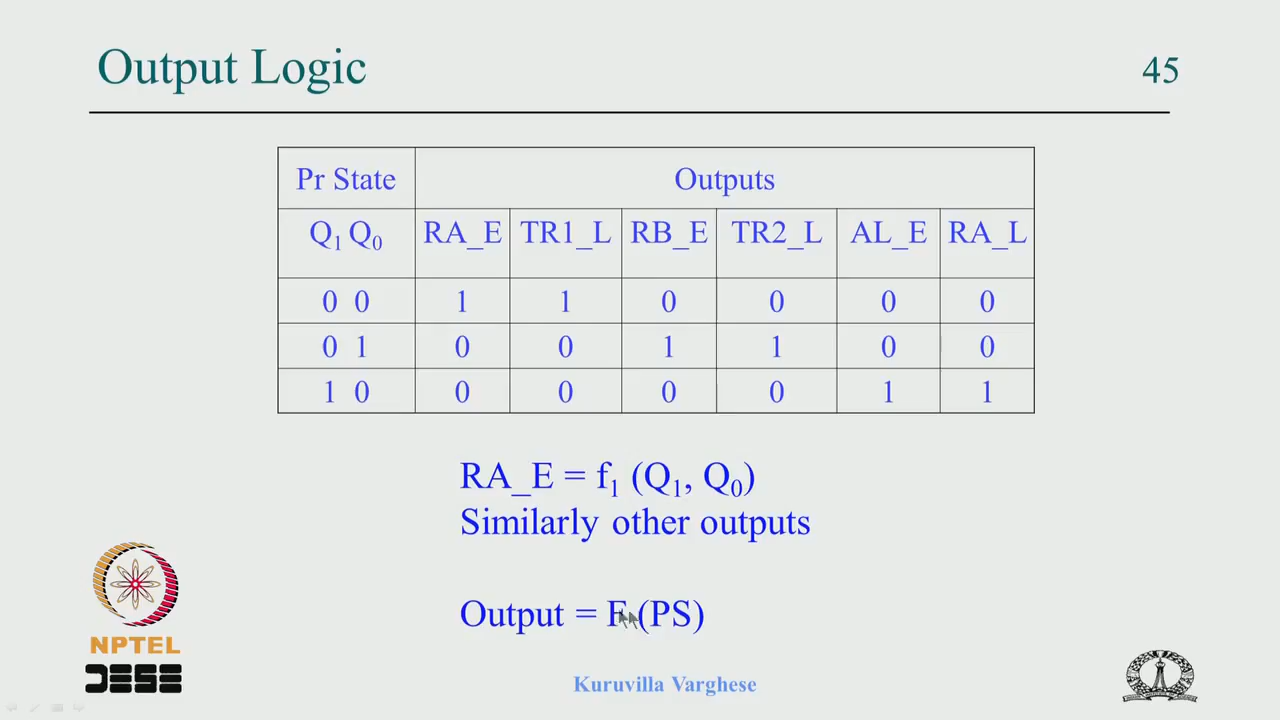 Output Logic
45
Pr State Outputs
Q1 Q0 RA_E TR1_L RB_E TR2_L AL_E RA_L
0 0 1 1 0 0 0 0
0 1 0 0 1 1 0 0
1 0 0 0 0 0 1 1
RA_E = f1 (Q1, Q0)
Similarly other outputs
Output = F (PS)
NPTEL
DESE
Kuruvilla Varghese